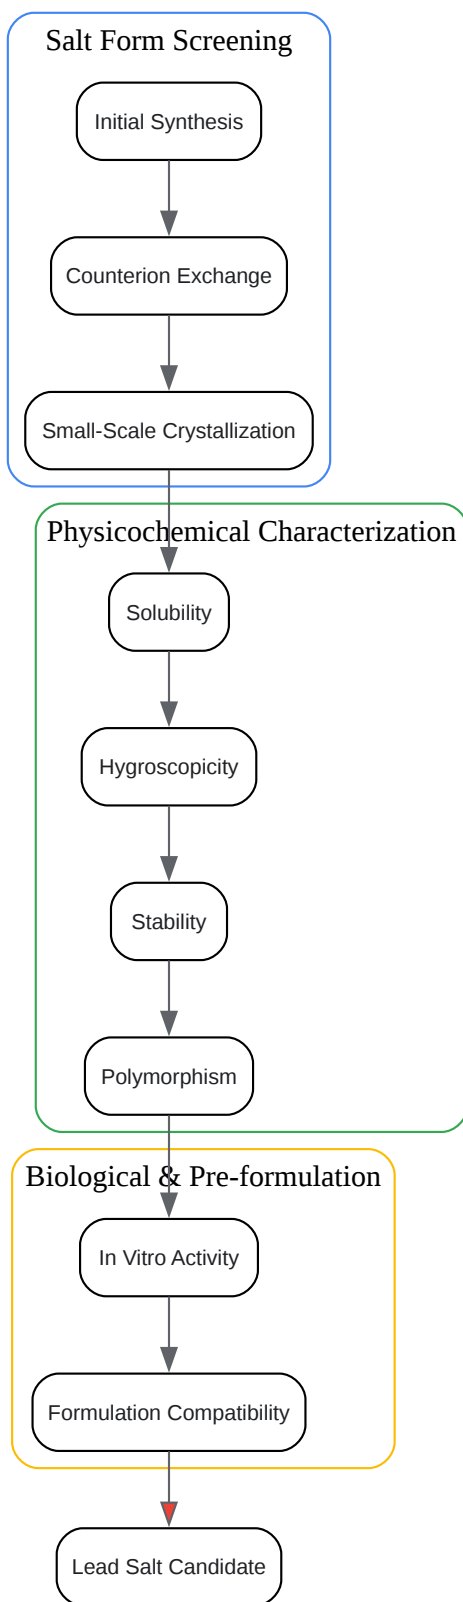 Salt Form Screening
Initial Synthesis
Counterion Exchange
Small-Scale Crystallization
Physicochemical Characterization
Solubility
Hygroscopicity
Stability
Polymorphism
Biological & Pre-formulation
In Vitro Activity
Formulation Compatibility
Lead Salt Candidate